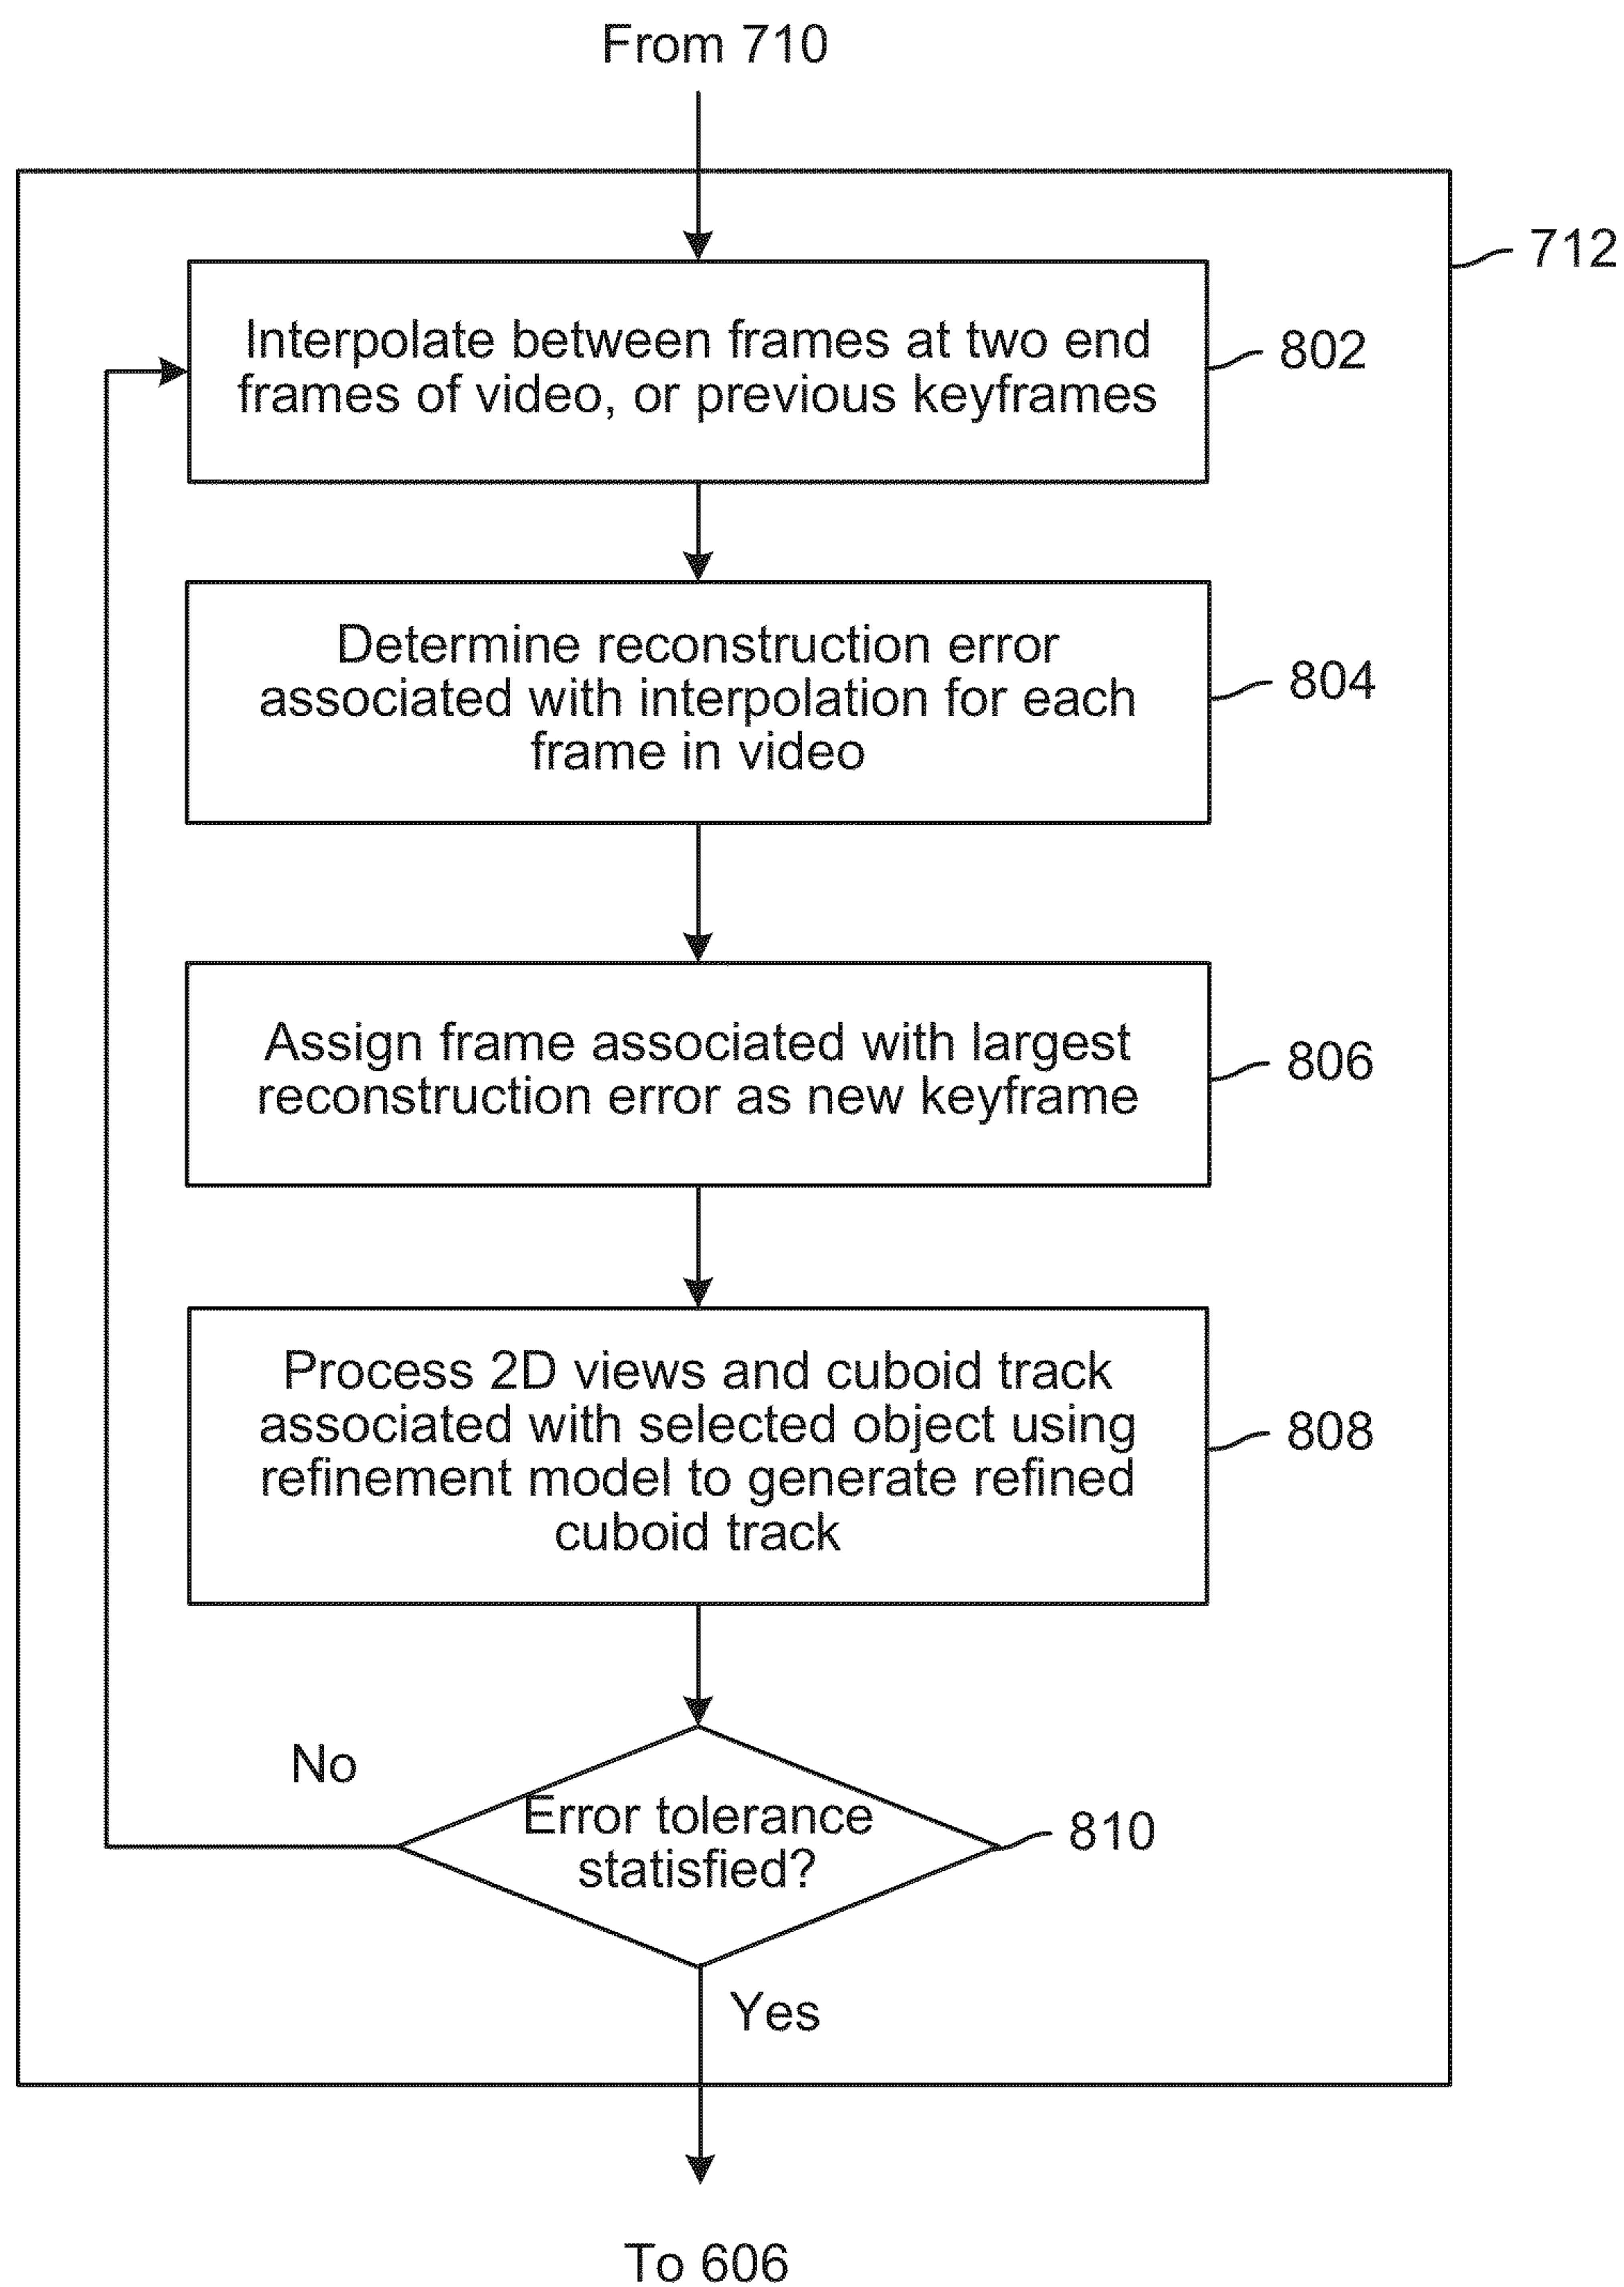 From 710
712
Interpolate between frames at two end
frames of video, or previous keyframes
802
Determine reconstruction error
associated with interpolation for each
frame in video
804
Assign frame associated with largest
reconstruction error as new keyframe
806
Process 2D views and cuboid track
associated with selected object using
refinement model to generate refined
cuboid track
808
No
Error tolerance
statisfied?
810
Yes
To 606